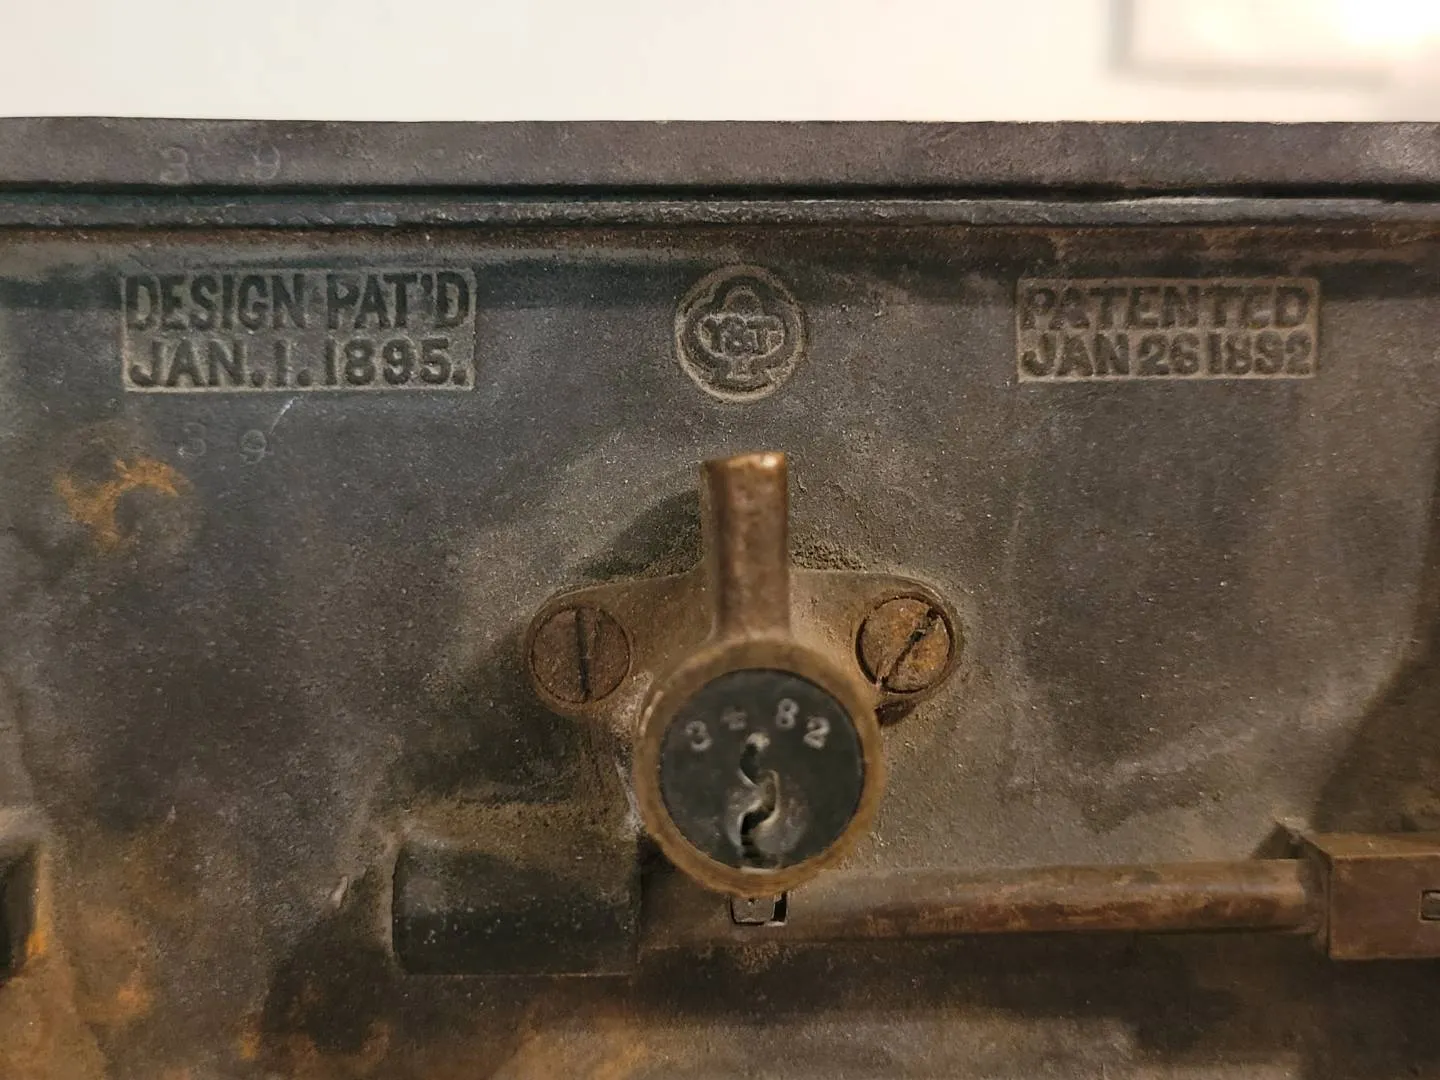 3 9
DESIGN PAT'D
JAN.1.1895.
Y&T
PATENTED
JAN 26 1892
3 9
3 82